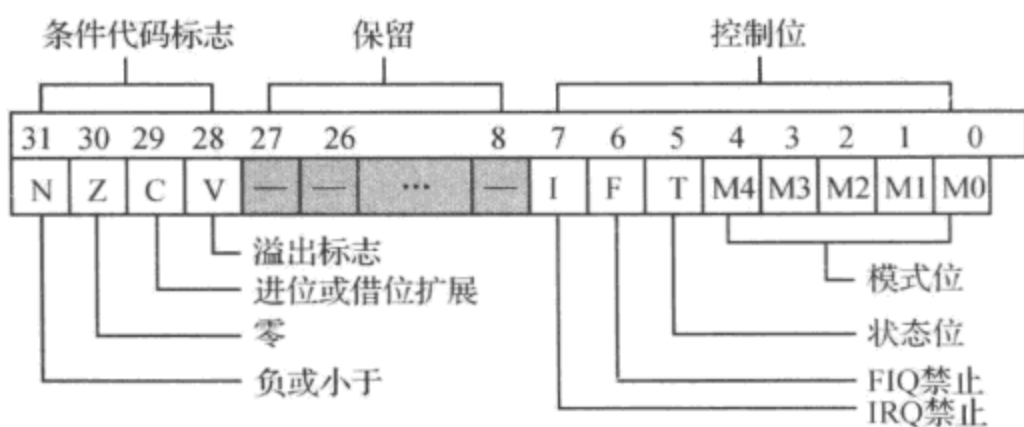 条件代码标志 保留 控制位
31 30 29 28 27 26 8 7 6 5 4 3 2 1 0
N Z C V — — … — I F T M4 M3 M2 M1 M0
溢出标志
进位或借位扩展
零
负或小于
模式位
状态位
FIQ禁止
IRQ禁止